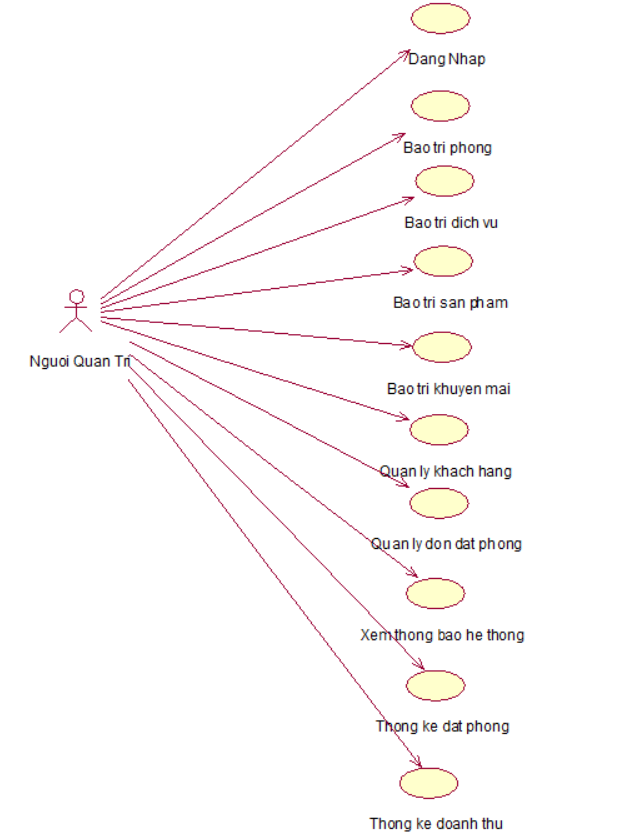 Dang Nhap
Bao tri phong
Bao tri dich vu
Bao tri san pham
Nguoi Quan Tri
Bao tri khuyen mai
Quan ly khach hang
Quan ly don dat phong
Xem thong bao he thong
Thong ke dat phong
Thong ke doanh thu